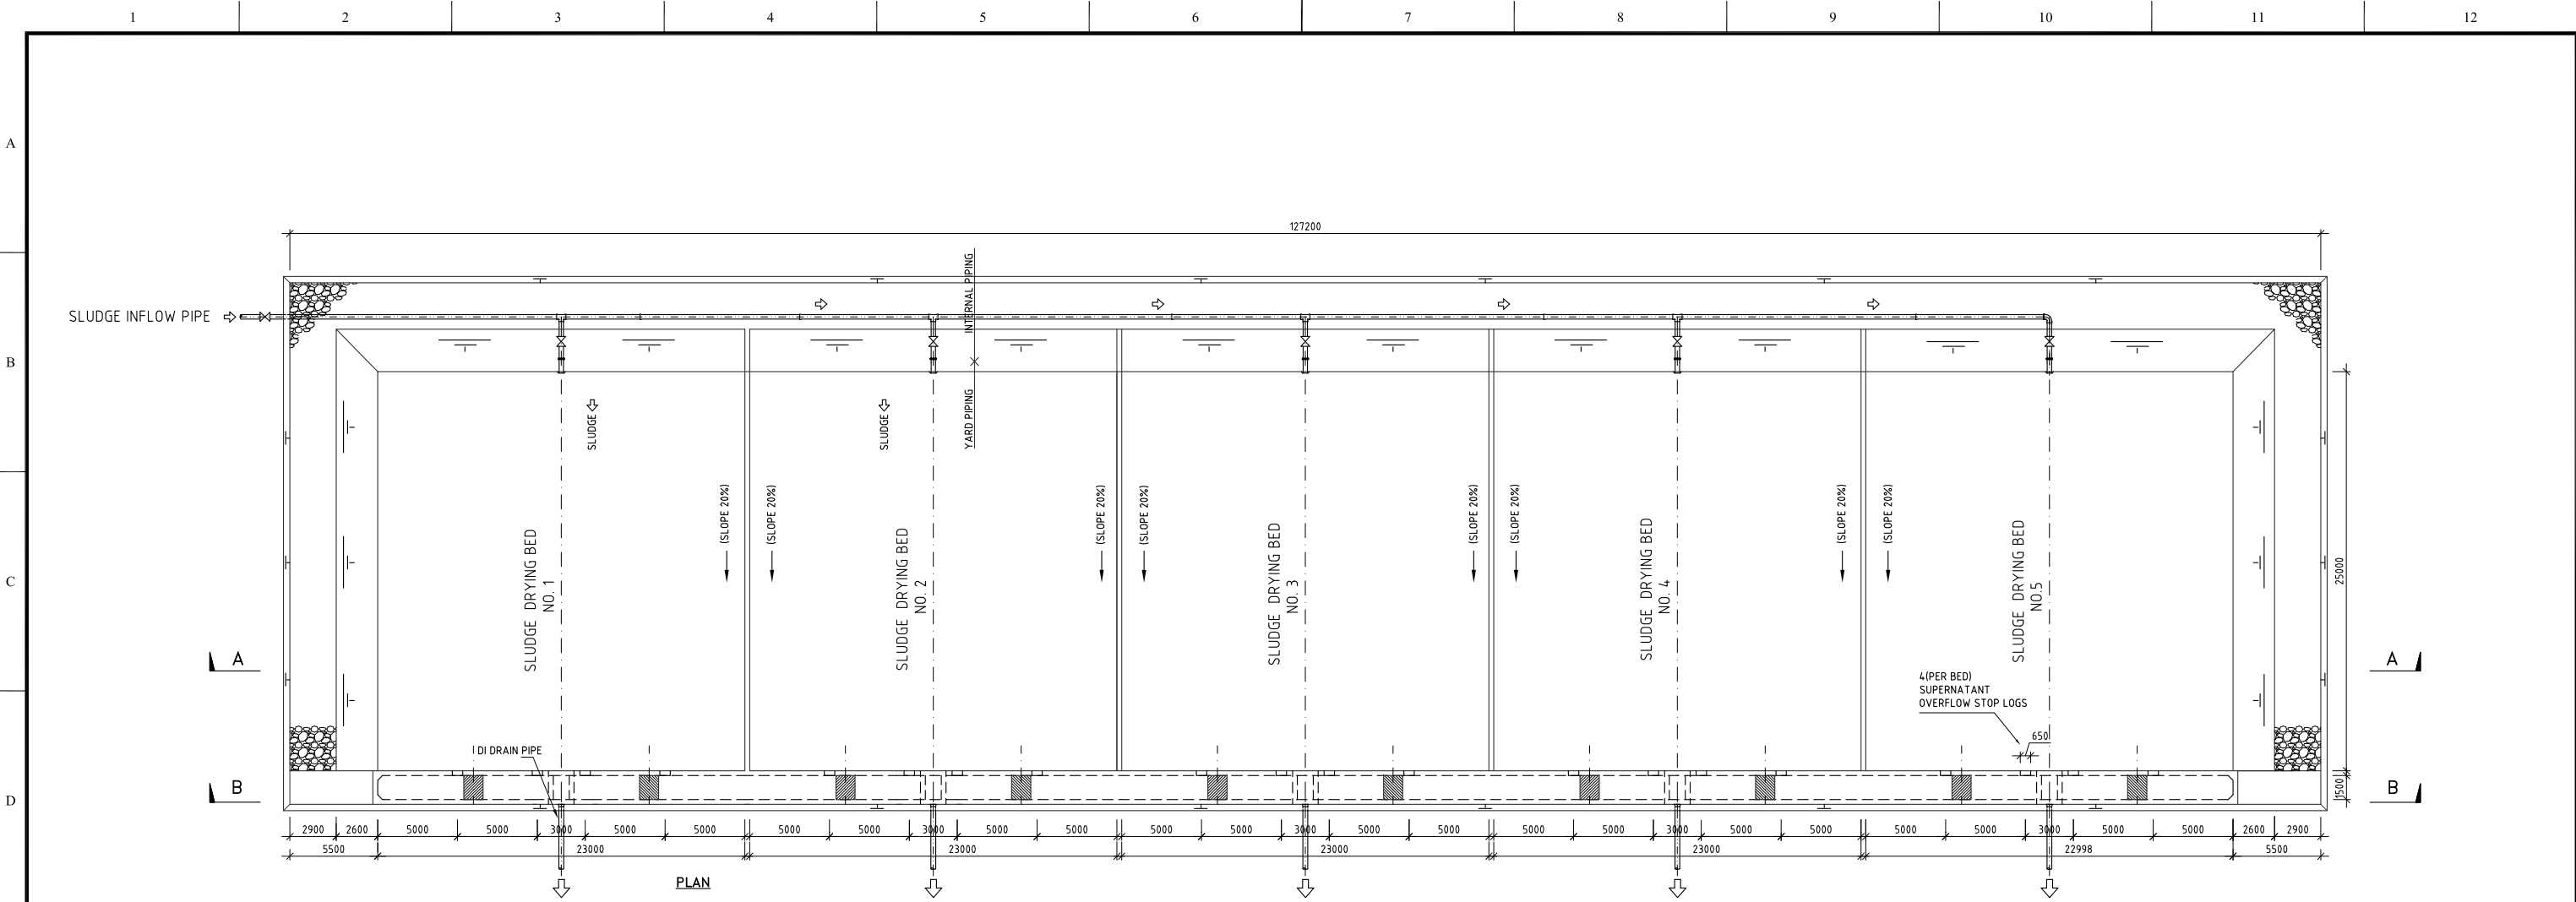 1 2 3 4 5 6 7 8 9 10 11 12
A
B
C
D
127200
SLUDGE INFLOW PIPE
INTERNAL PIPING
YARD PIPING
SLUDGE
SLUDGE
(SLOPE 20%)
(SLOPE 20%)
(SLOPE 20%)
(SLOPE 20%)
(SLOPE 20%)
(SLOPE 20%)
(SLOPE 20%)
(SLOPE 20%)
SLUDGE DRYING BED
NO. 1
SLUDGE DRYING BED
NO. 2
SLUDGE DRYING BED
NO. 3
SLUDGE DRYING BED
NO. 4
SLUDGE DRYING BED
NO.5
25000
A
A
4(PER BED)
SUPERNATANT
OVERFLOW STOP LOGS
650
DI DRAIN PIPE
B
1500
B
2900 2600 5000 5000 3000 5000 5000 5000 5000 3000 5000 5000 5000 5000 3000 5000 5000 5000 5000 3000 5000 5000 5000 5000 3000 5000 5000 2600 2900
5500 23000 23000 23000 23000 22998 5500
PLAN